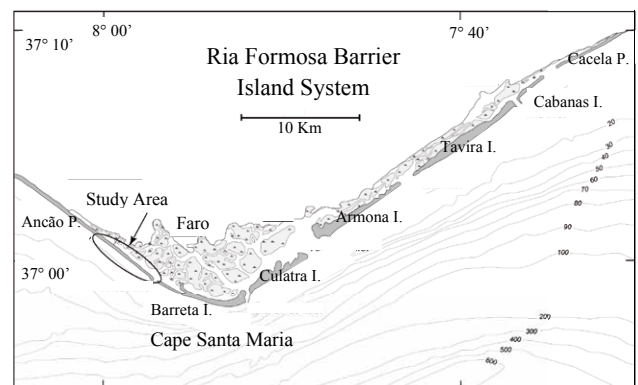 8° 00’
7° 40’
37° 10’
Ria Formosa Barrier
Island System
10 Km
Cacela P.
Cabanas I.
Tavira I.
Study Area
Ancão P.
Faro
Armona I.
37° 00’
Culatra I.
Barreta I.
Cape Santa Maria
20
30
40
50
60
70
80
90
100
200
300
400
500
600